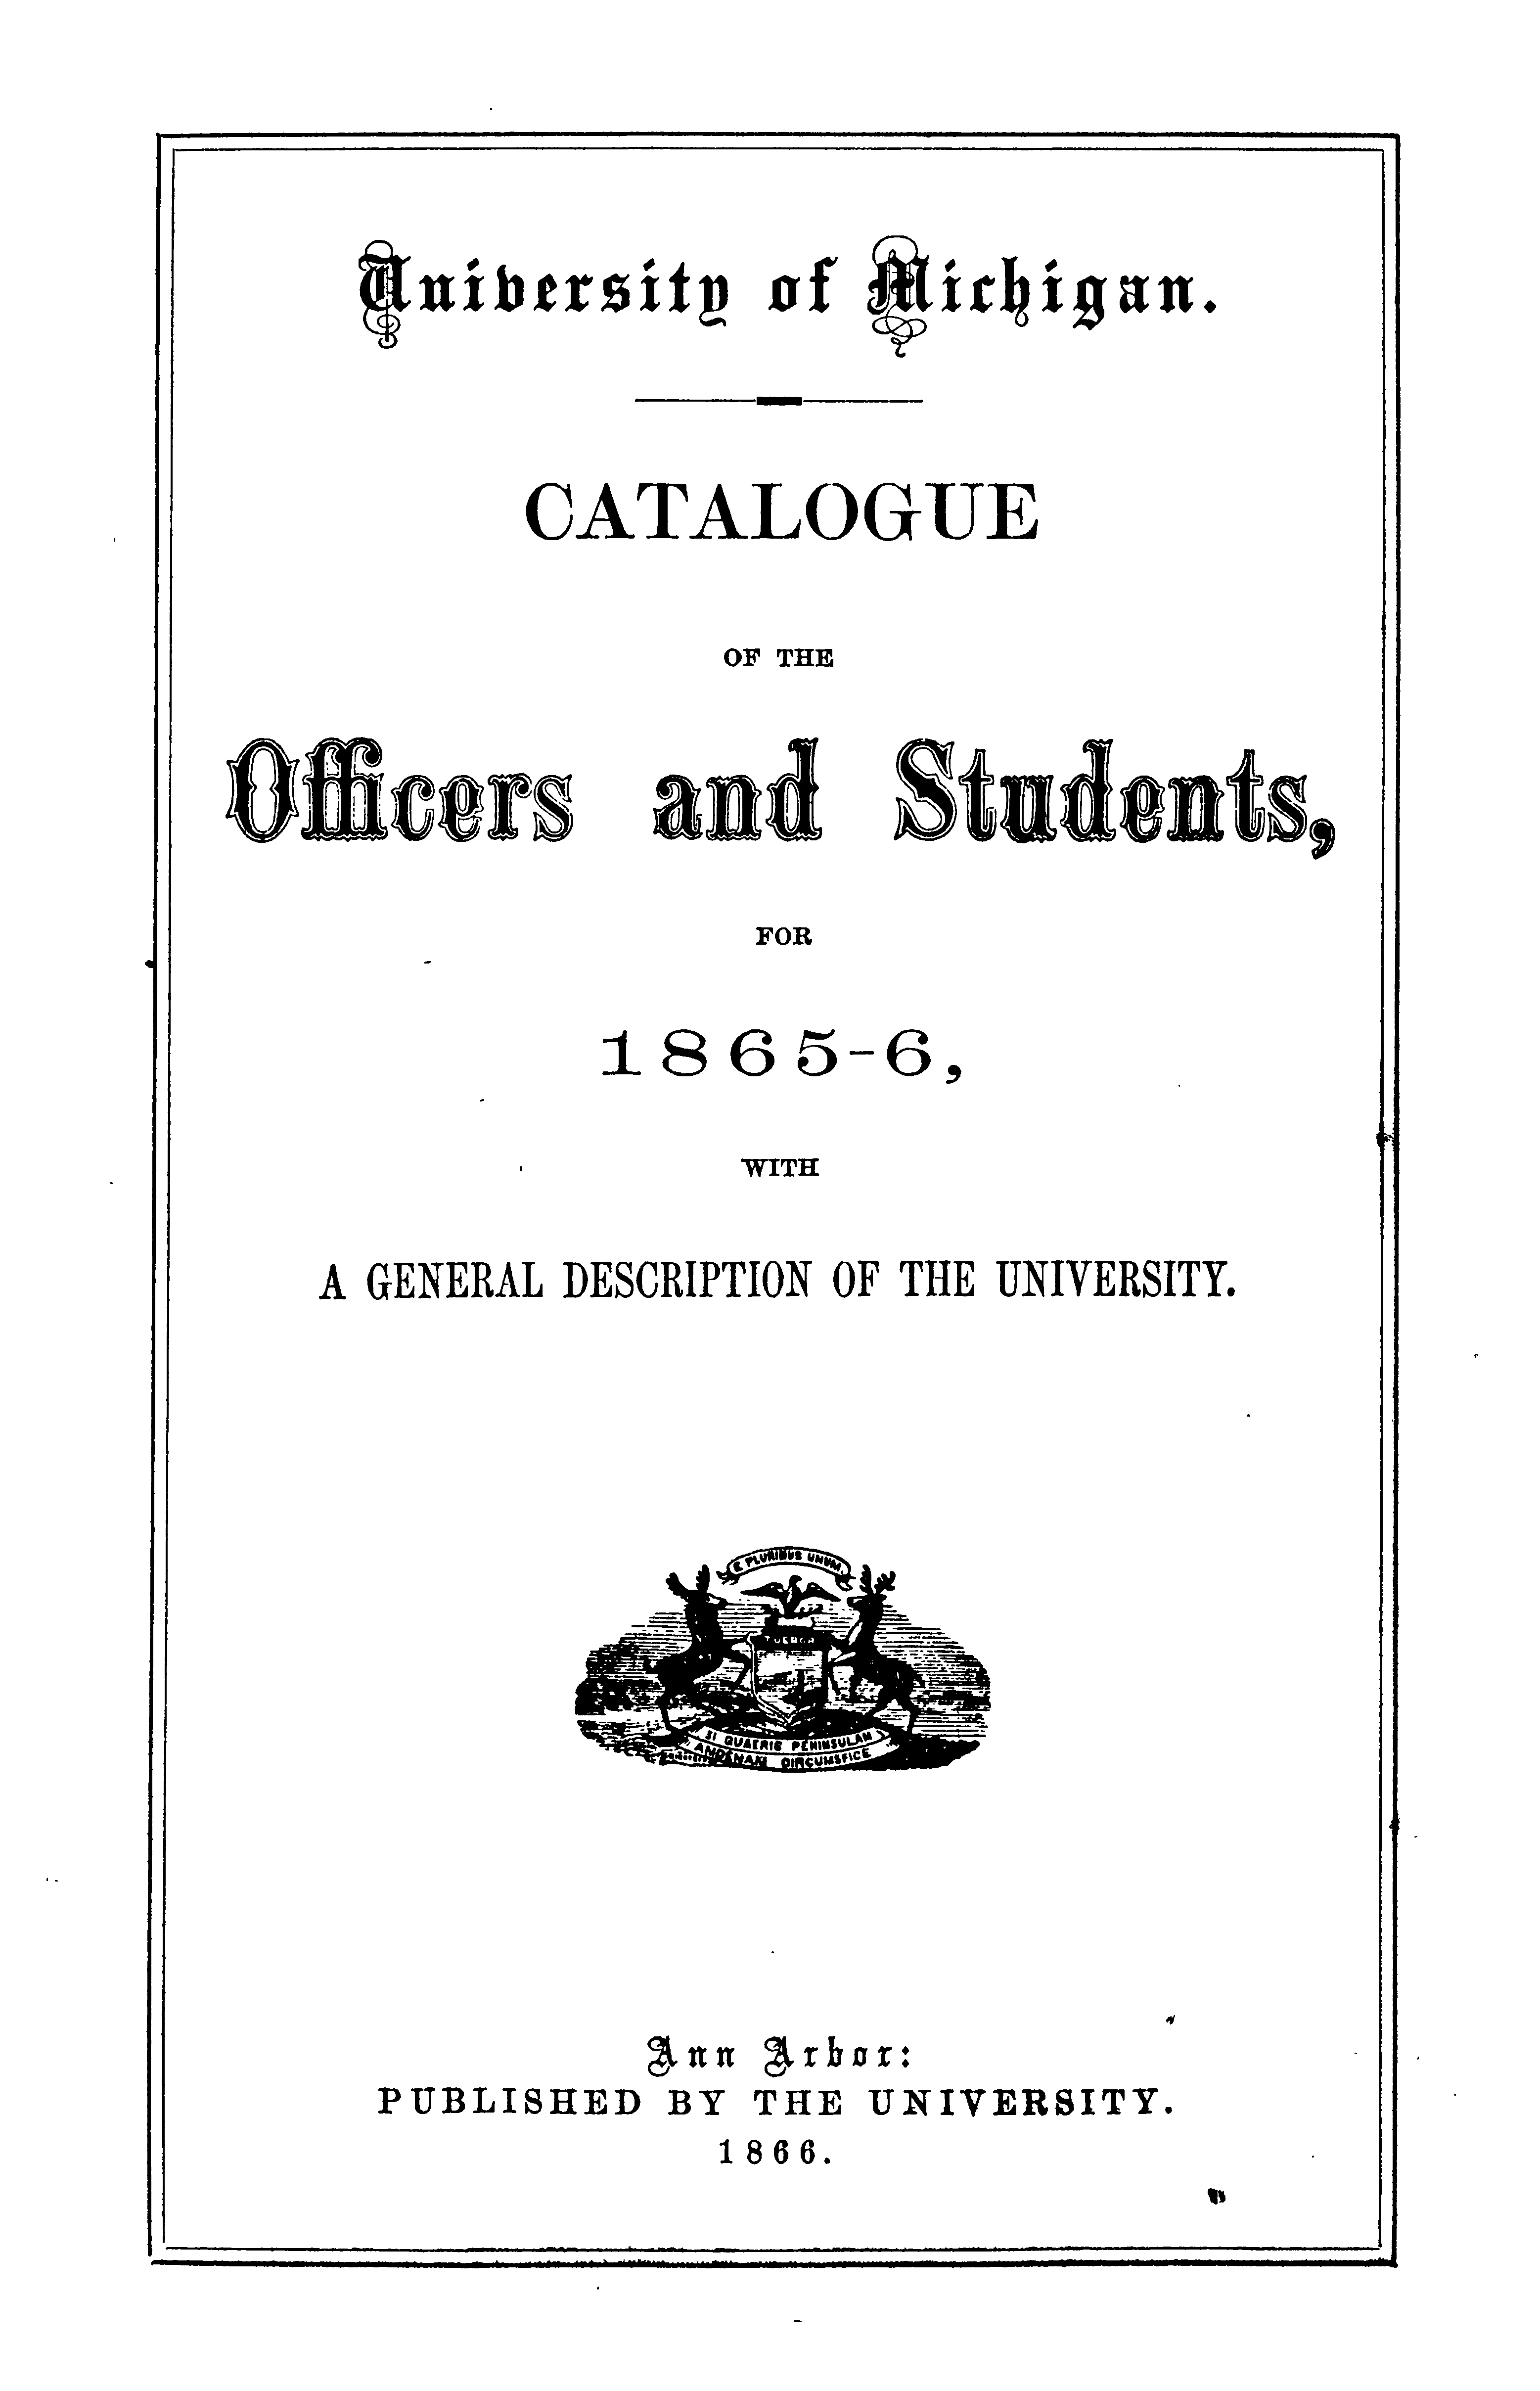 University of Michigan.
CATALOGUE
OF THE
Officers and Students,
FOR
1865-6,
WITH
A GENERAL DESCRIPTION OF THE UNIVERSITY.
E PLURIBUS UNUM.
TUEBOR
SI QUAERIS PENINSULAM
AMOENAM CIRCUMSPICE
Ann Arbor:
PUBLISHED BY THE UNIVERSITY.
1866.